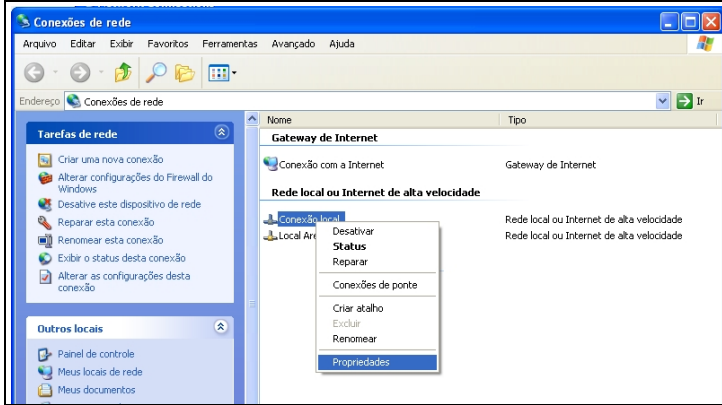 Conexões de rede
Arquivo Editar Exibir Favoritos Ferramentas Avançado Ajuda
Endereço Conexões de rede Ir
Tarefas de rede
Criar uma nova conexão
Alterar configurações do Firewall do
Windows
Desative este dispositivo de rede
Reparar esta conexão
Renomear esta conexão
Exibir o status desta conexão
Alterar as configurações desta
conexão
Outros locais
Painel de controle
Meus locais de rede
Meus documentos
Nome Tipo
Gateway de Internet
Conexão com a Internet Gateway de Internet
Rede local ou Internet de alta velocidade
Conexão local Rede local ou Internet de alta velocidade
Local Are Rede local ou Internet de alta velocidade
Desativar
Status
Reparar
Conexões de ponte
Criar atalho
Excluir
Renomear
Propriedades